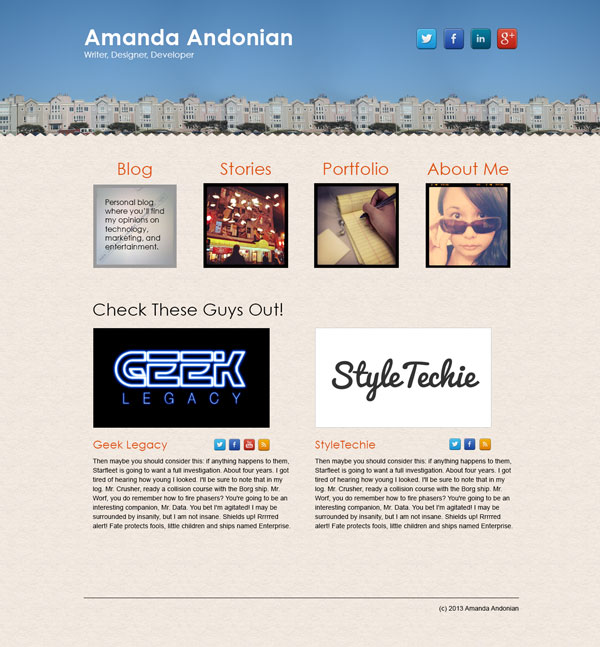 Amanda Andonian
Writer, Designer, Developer
in
g+
Blog
Stories
Portfolio
About Me
Personal blog
where you'll find
my opinions on
technology,
marketing, and
entertainment.
Check These Guys Out!
GEEK
LEGACY
StyleTechie
Geek Legacy
Then maybe you should consider this: if anything happens to them,
Starfleet is going to want a full investigation. About four years. I got
tired of hearing how young I looked. I'll be sure to note that in my
log. Mr. Crusher, ready a collision course with the Borg ship. Mr.
Worf, you do remember how to fire phasers? You're going to be an
interesting companion, Mr. Data. You bet I'm agitated! I may be
surrounded by insanity, but I am not insane. Shields up! Rrrrred
alert! Fate protects fools, little children and ships named Enterprise.
StyleTechie
Then maybe you should consider this: if anything happens to them,
Starfleet is going to want a full investigation. About four years. I got
tired of hearing how young I looked. I'll be sure to note that in my
log. Mr. Crusher, ready a collision course with the Borg ship. Mr.
Worf, you do remember how to fire phasers? You're going to be an
interesting companion, Mr. Data. You bet I'm agitated! I may be
surrounded by insanity, but I am not insane. Shields up! Rrrrred
alert! Fate protects fools, little children and ships named Enterprise.
(c) 2013 Amanda Andonian